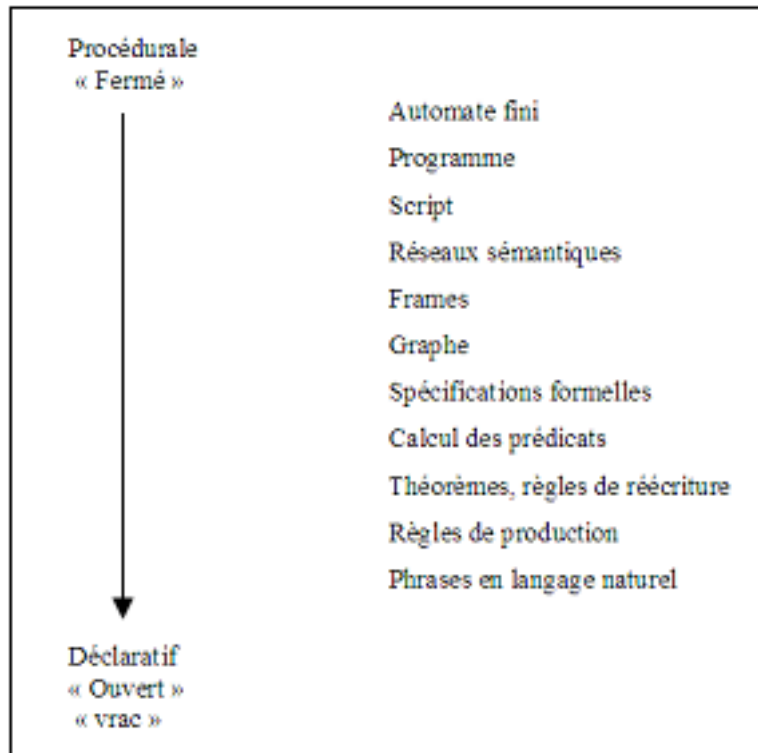 Procédurale
« Fermé »
Automate fini
Programme
Script
Réseaux sémantiques
Frames
Graphe
Spécifications formelles
Calcul des prédicats
Théorèmes, règles de réécriture
Règles de production
Phrases en langage naturel
Déclaratif
« Ouvert »
« vrac »